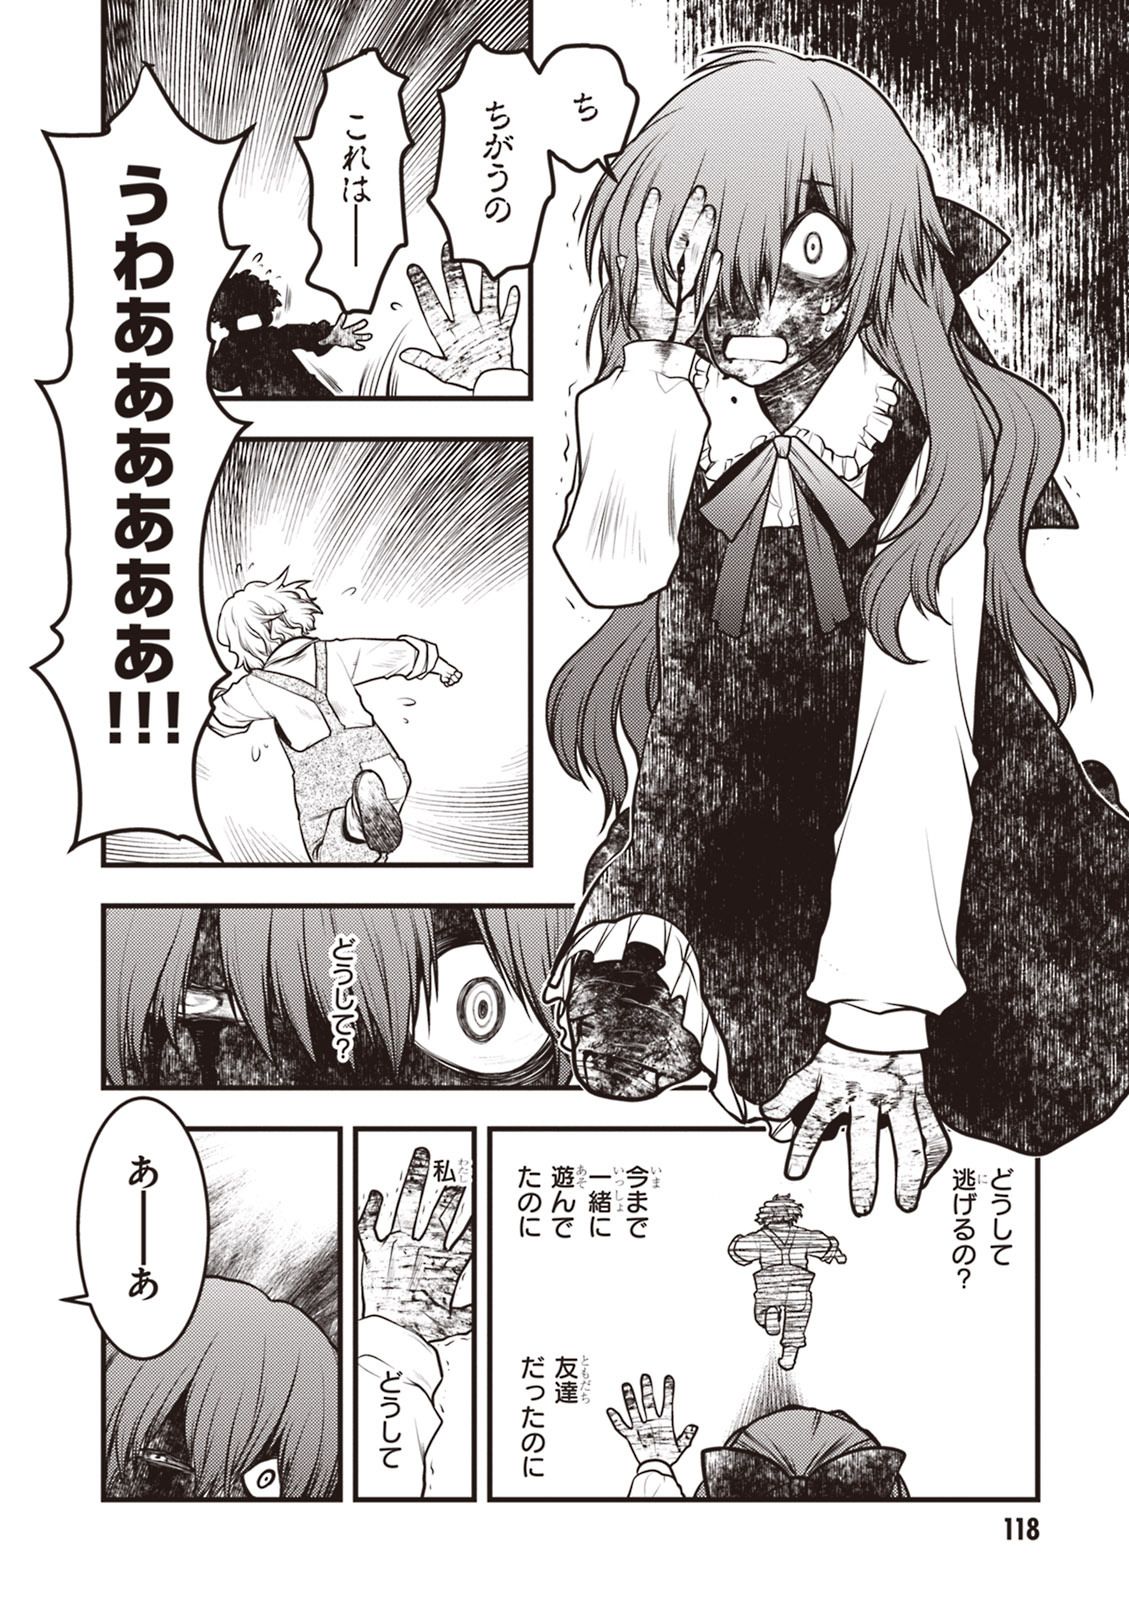 ち
ちがうの
これは──
うわああああああああ!!!
どうして?
どうして
逃げるの?
今まで
一緒に
遊んで
たのに
友達
だったのに
私
どうして
あ──あ
118